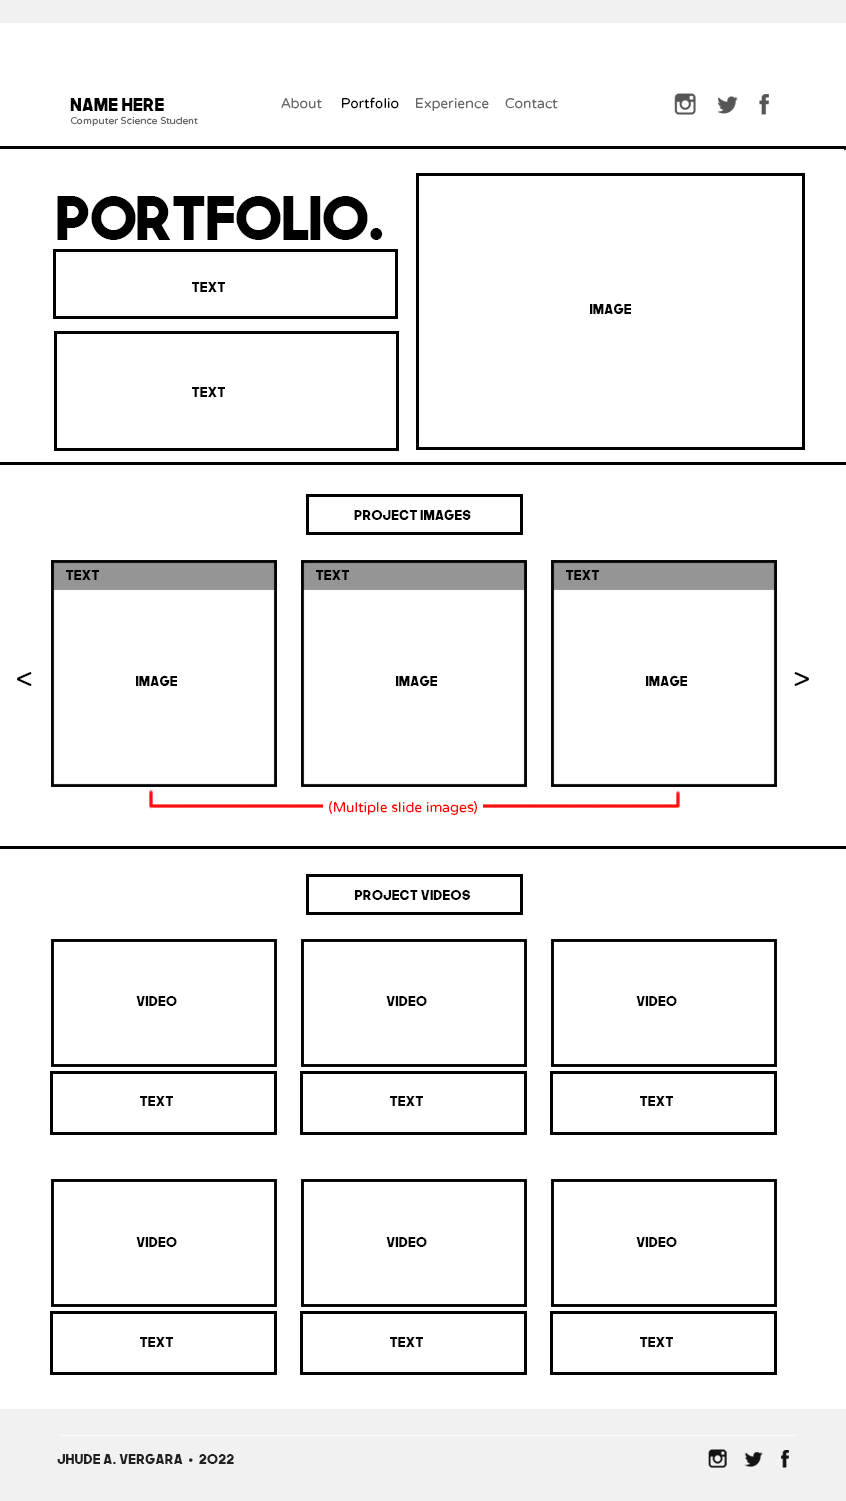 NAME HERE
Computer Science Student
About Portfolio Experience Contact
PORTFOLIO.
TEXT
TEXT
IMAGE
PROJECT IMAGES
TEXT TEXT TEXT
< IMAGE IMAGE IMAGE >
(Multiple slide images)
PROJECT VIDEOS
VIDEO VIDEO VIDEO
TEXT TEXT TEXT
VIDEO VIDEO VIDEO
TEXT TEXT TEXT
JHUDE A. VERGARA • 2022